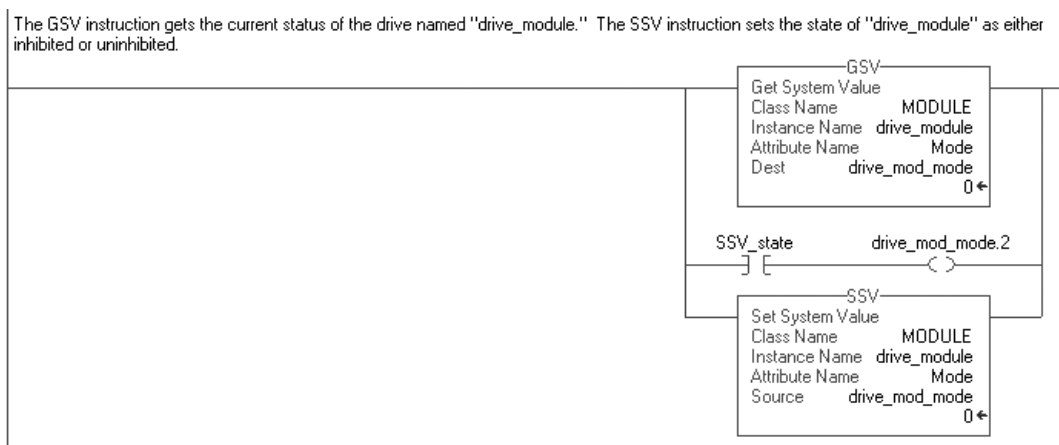 The GSV instruction gets the current status of the drive named "drive_module."  The SSV instruction sets the state of "drive_module" as either
inhibited or uninhibited.
GSV
Get System Value
Class Name MODULE
Instance Name drive_module
Attribute Name Mode
Dest drive_mod_mode
0
SSV_state drive_mod_mode.2
SSV
Set System Value
Class Name MODULE
Instance Name drive_module
Attribute Name Mode
Source drive_mod_mode
0